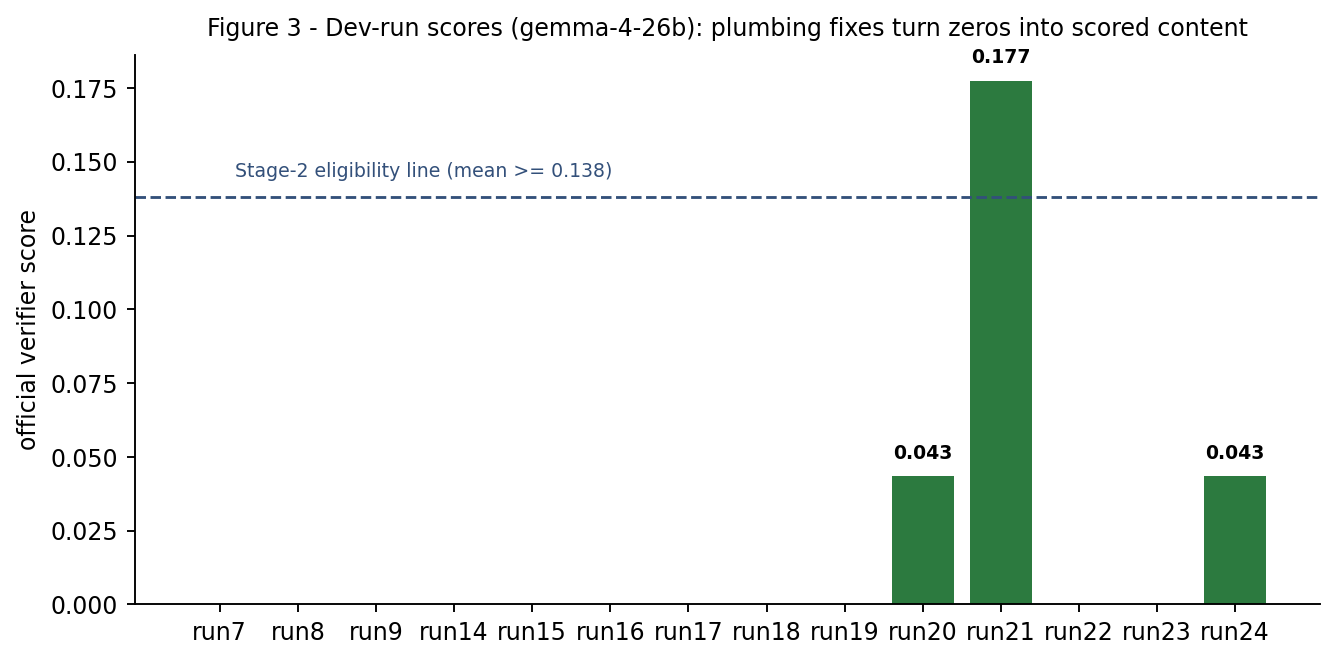 Figure 3 - Dev-run scores (gemma-4-26b): plumbing fixes turn zeros into scored content
0.177
0.175
0.150
Stage-2 eligibility line (mean >= 0.138)
0.125
0.100
0.075
0.050
0.043
0.043
0.025
0.000
official verifier score
run7 run8 run9 run14 run15 run16 run17 run18 run19 run20 run21 run22 run23 run24